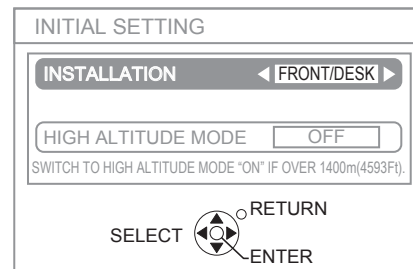 INITIAL SETTING
INSTALLATION FRONT/DESK
HIGH ALTITUDE MODE OFF
SWITCH TO HIGH ALTITUDE MODE “ON” IF OVER 1400m(4593Ft).
RETURN
SELECT
ENTER